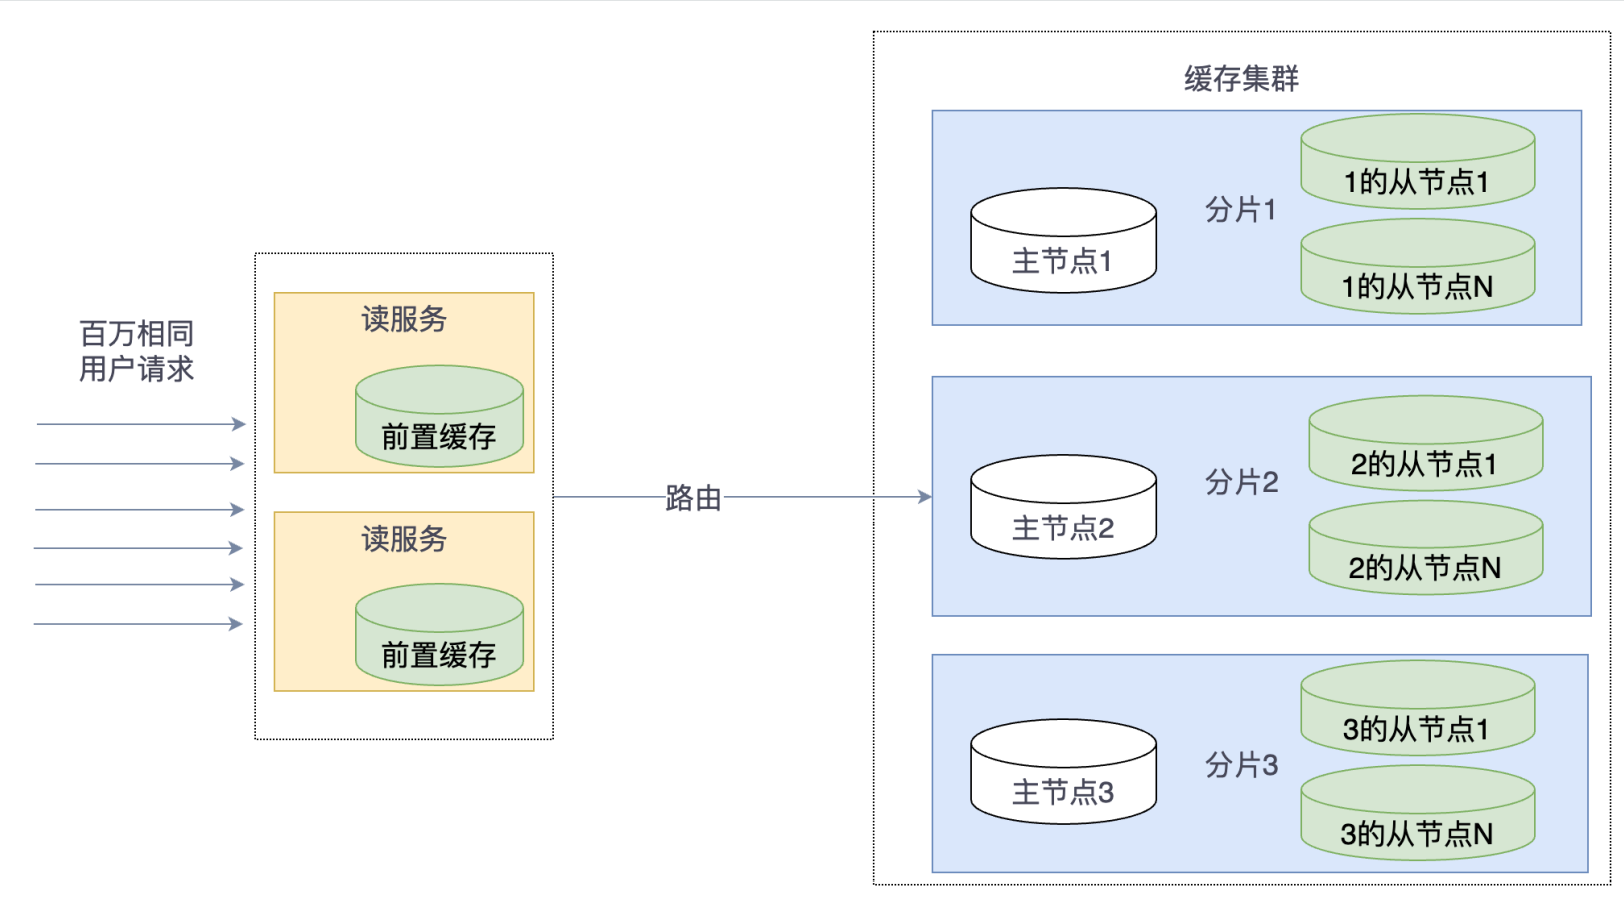 百万相同
用户请求
读服务
前置缓存
读服务
前置缓存
路由
缓存集群
主节点1
分片1
1的从节点1
1的从节点N
主节点2
分片2
2的从节点1
2的从节点N
主节点3
分片3
3的从节点1
3的从节点N